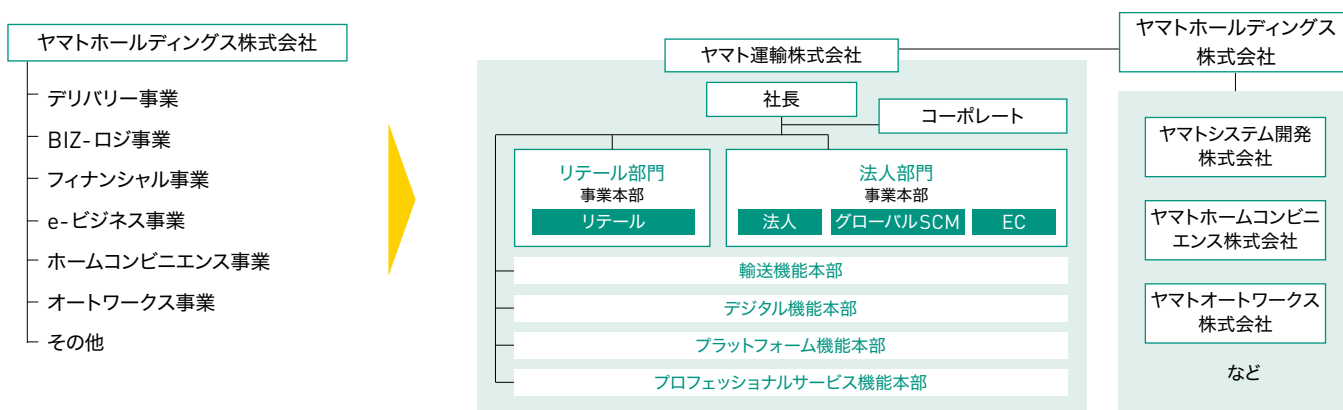 ヤマトホールディングス株式会社
デリバリー事業
BIZ-ロジ事業
フィナンシャル事業
e-ビジネス事業
ホームコンビニエンス事業
オートワークス事業
その他
ヤマト運輸株式会社
社長
コーポレート
リテール部門
事業本部
リテール
法人部門
事業本部
法人
グローバルSCM
EC
輸送機能本部
デジタル機能本部
プラットフォーム機能本部
プロフェッショナルサービス機能本部
ヤマトホールディングス
株式会社
ヤマトシステム開発
株式会社
ヤマトホームコンビニ
エンス株式会社
ヤマトオートワークス
株式会社
など